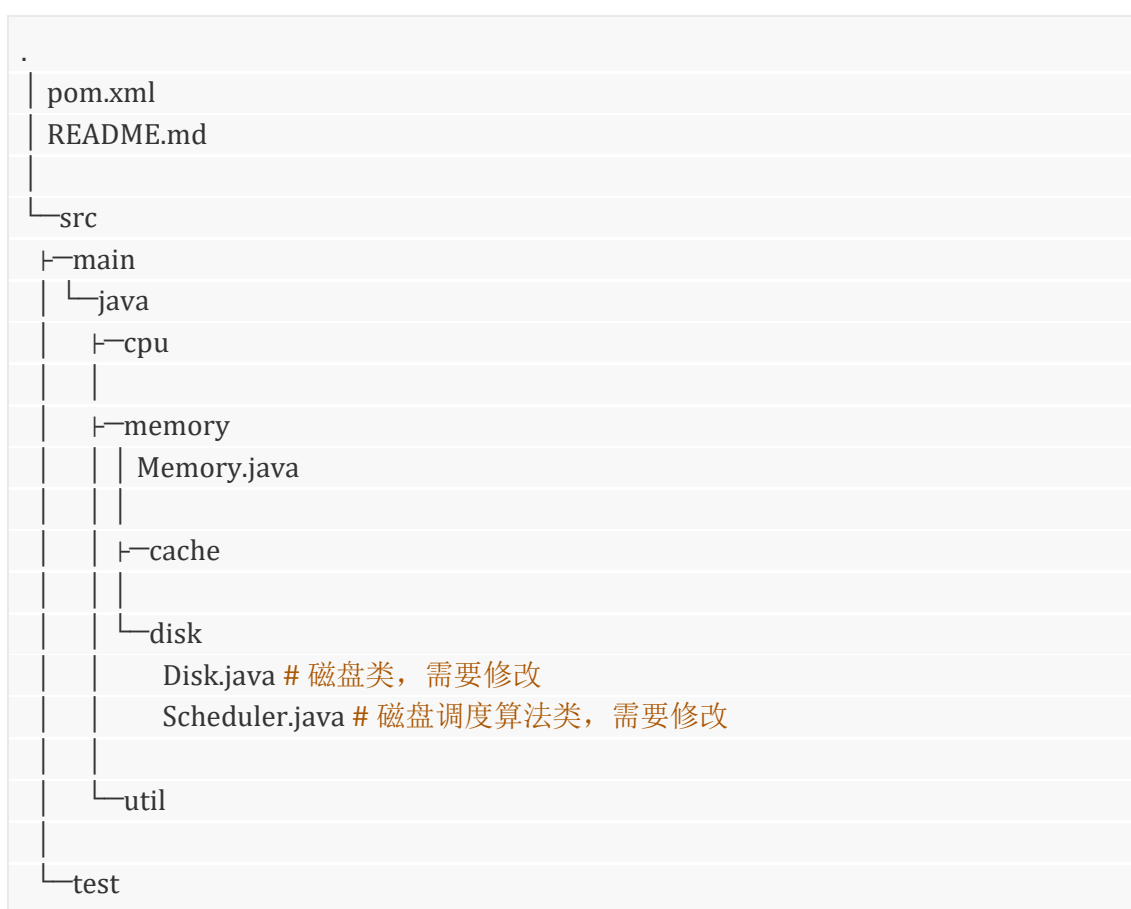 .
│ pom.xml
│ README.md
│
└─src
├─main
│ └─java
│ ├─cpu
│ │
│ ├─memory
│ │ │ Memory.java
│ │ │
│ │ ├─cache
│ │ │
│ │ └─disk
│ │ Disk.java # 磁盘类，需要修改
│ │ Scheduler.java # 磁盘调度算法类，需要修改
│ │
│ └─util
│
└─test